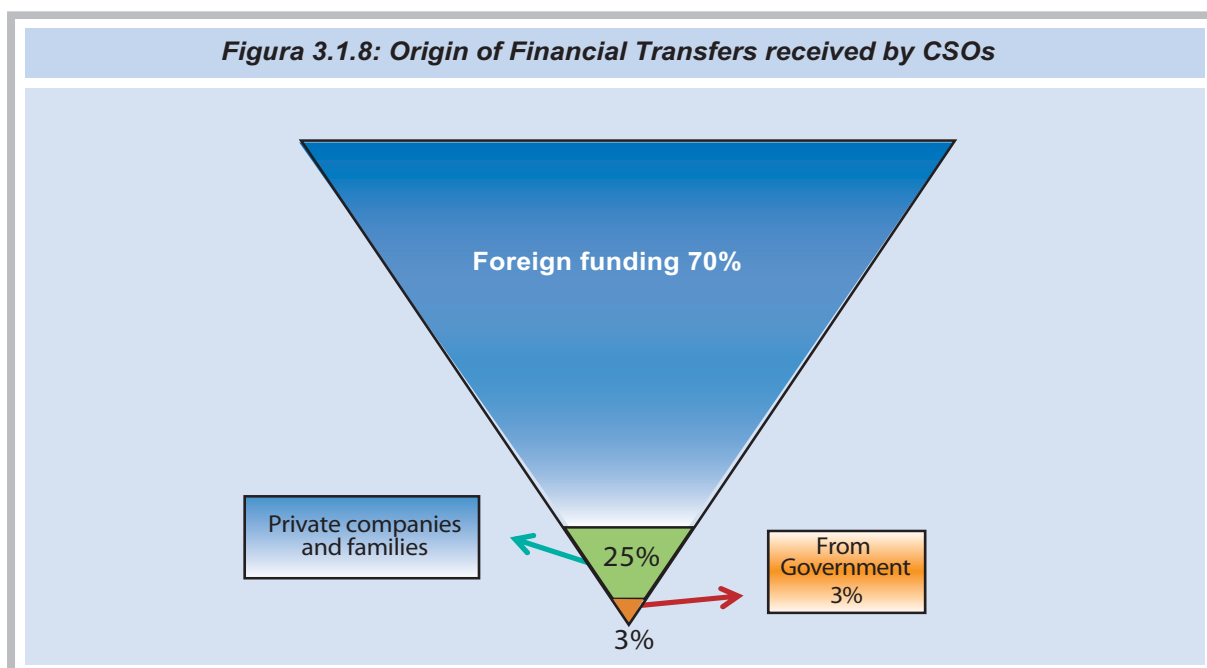 Figura 3.1.8: Origin of Financial Transfers received by CSOs
Foreign funding 70%
Private companies
and families
25%
From
Government
3%
3%